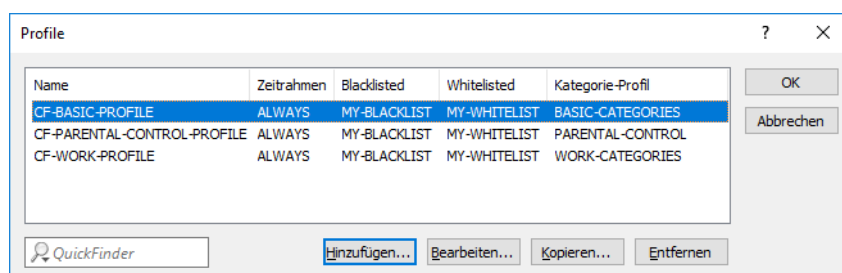 Profile ?
Name Zeitrahmen Blacklisted Whitelisted Kategorie-Profil OK
CF-BASIC-PROFILE ALWAYS MY-BLACKLIST MY-WHITELIST BASIC-CATEGORIES
CF-PARENTAL-CONTROL-PROFILE ALWAYS MY-BLACKLIST MY-WHITELIST PARENTAL-CONTROL Abbrechen
CF-WORK-PROFILE ALWAYS MY-BLACKLIST MY-WHITELIST WORK-CATEGORIES
QuickFinder Hinzufügen... Bearbeiten... Kopieren... Entfernen